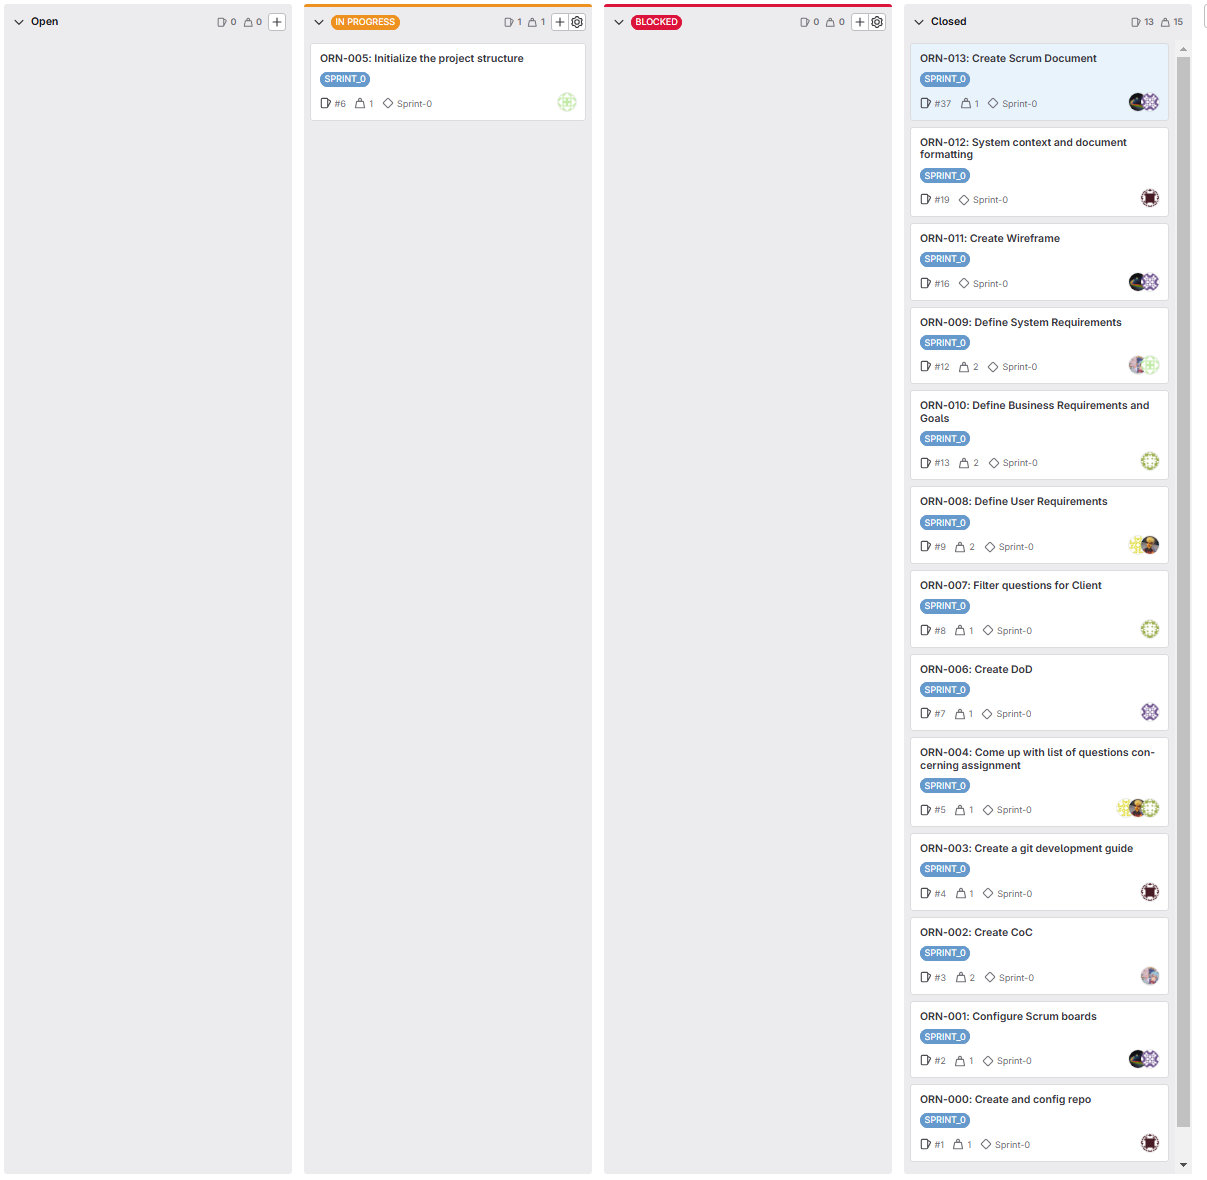 Open 0 0
IN PROGRESS 1 1
ORN-005: Initialize the project structure
SPRINT_0
#6 1 Sprint-0
BLOCKED 0 0
Closed 13 15
ORN-013: Create Scrum Document
SPRINT_0
#37 1 Sprint-0
ORN-012: System context and document
formatting
SPRINT_0
#19 Sprint-0
ORN-011: Create Wireframe
SPRINT_0
#16 Sprint-0
ORN-009: Define System Requirements
SPRINT_0
#12 2 Sprint-0
ORN-010: Define Business Requirements and
Goals
SPRINT_0
#13 2 Sprint-0
ORN-008: Define User Requirements
SPRINT_0
#9 2 Sprint-0
ORN-007: Filter questions for Client
SPRINT_0
#8 1 Sprint-0
ORN-006: Create DoD
SPRINT_0
#7 1 Sprint-0
ORN-004: Come up with list of questions con-
cerning assignment
SPRINT_0
#5 1 Sprint-0
ORN-003: Create a git development guide
SPRINT_0
#4 1 Sprint-0
ORN-002: Create CoC
SPRINT_0
#3 2 Sprint-0
ORN-001: Configure Scrum boards
SPRINT_0
#2 1 Sprint-0
ORN-000: Create and config repo
SPRINT_0
#1 1 Sprint-0